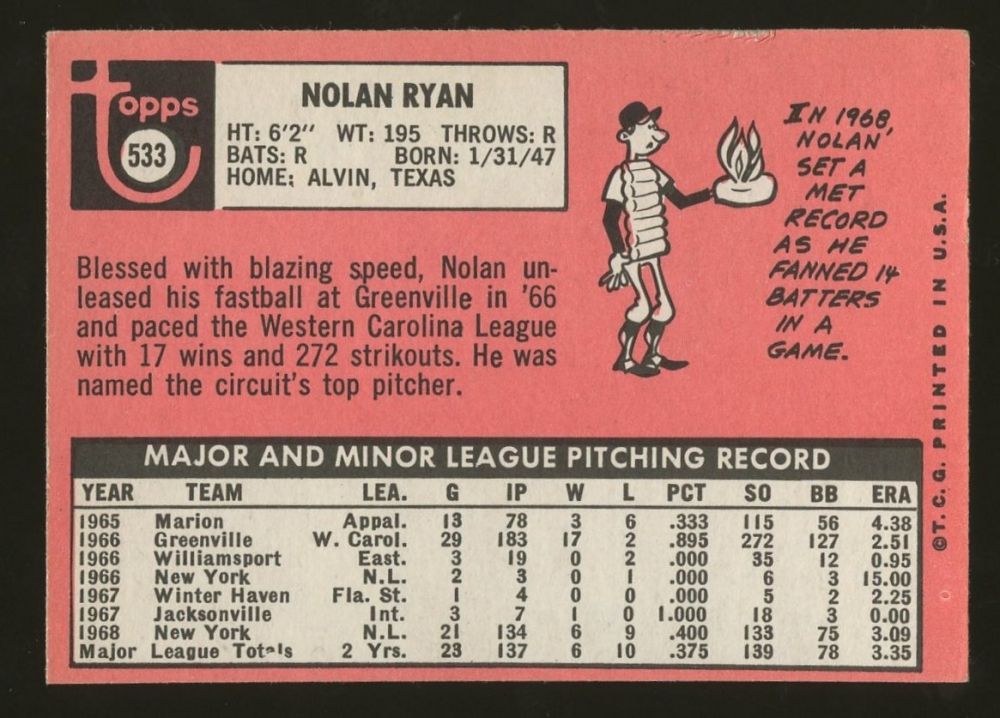 topps
533
NOLAN RYAN
HT: 6'2" WT: 195 THROWS: R
BATS: R BORN: 1/31/47
HOME: ALVIN, TEXAS
Blessed with blazing speed, Nolan un-
leased his fastball at Greenville in '66
and paced the Western Carolina League
with 17 wins and 272 strikouts. He was
named the circuit's top pitcher.
IN 1968,
NOLAN
SET A
MET
RECORD
AS HE
FANNED 14
BATTERS
IN A
GAME.
©T.C.G. PRINTED IN U.S.A.
MAJOR AND MINOR LEAGUE PITCHING RECORD
YEAR TEAM LEA. G IP W L PCT SO BB ERA
1965 Marion Appal. 13 78 3 6 .333 115 56 4.38
1966 Greenville W. Carol. 29 183 17 2 .895 272 127 2.51
1966 Williamsport East. 3 19 0 2 .000 35 12 0.95
1966 New York N.L. 2 3 0 1 .000 6 3 15.00
1967 Winter Haven Fla. St. 1 4 0 0 .000 5 2 2.25
1967 Jacksonville Int. 3 7 1 0 1.000 18 3 0.00
1968 New York N.L. 21 134 6 9 .400 133 75 3.09
Major League Totals 2 Yrs. 23 137 6 10 .375 139 78 3.35